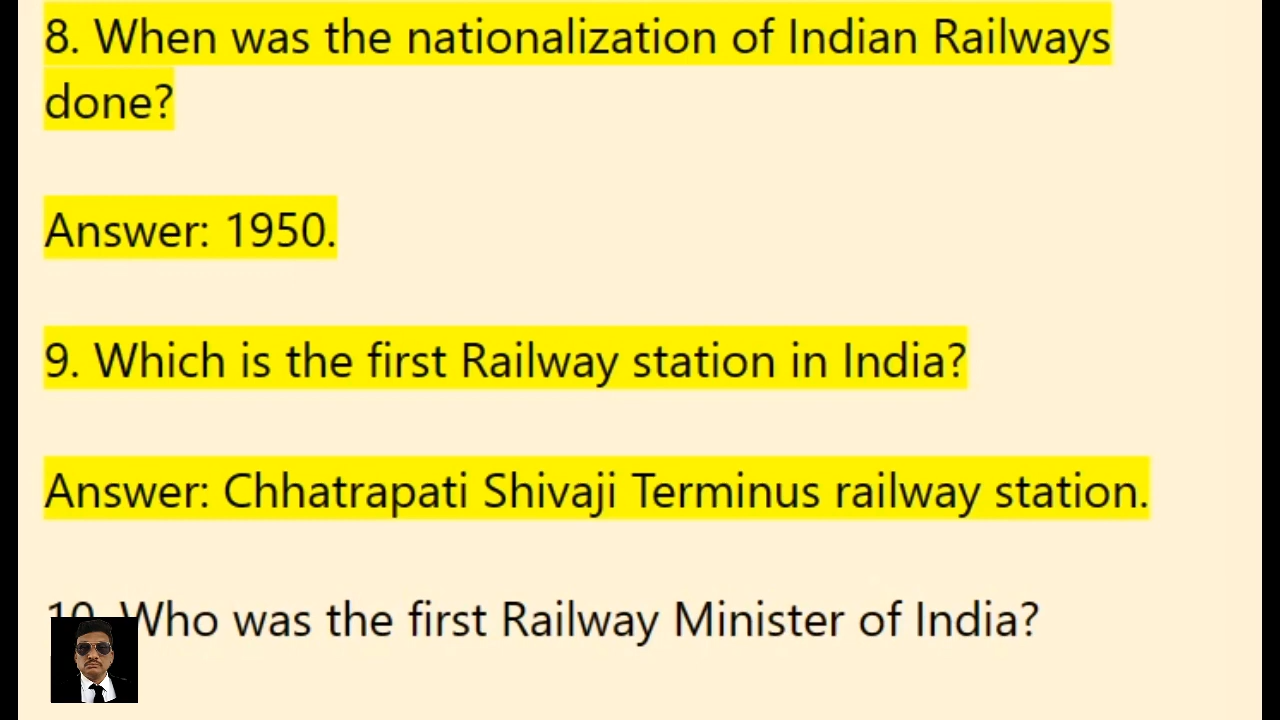 8. When was the nationalization of Indian Railways
done?
Answer: 1950.
9. Which is the first Railway station in India?
Answer: Chhatrapati Shivaji Terminus railway station.
10. Who was the first Railway Minister of India?